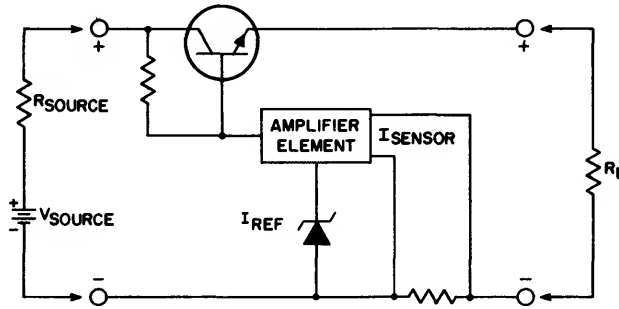 +
+
RSOURCE
AMPLIFIER
ELEMENT
ISENSOR
+
-
VSOURCE
IREF
RL
-
-